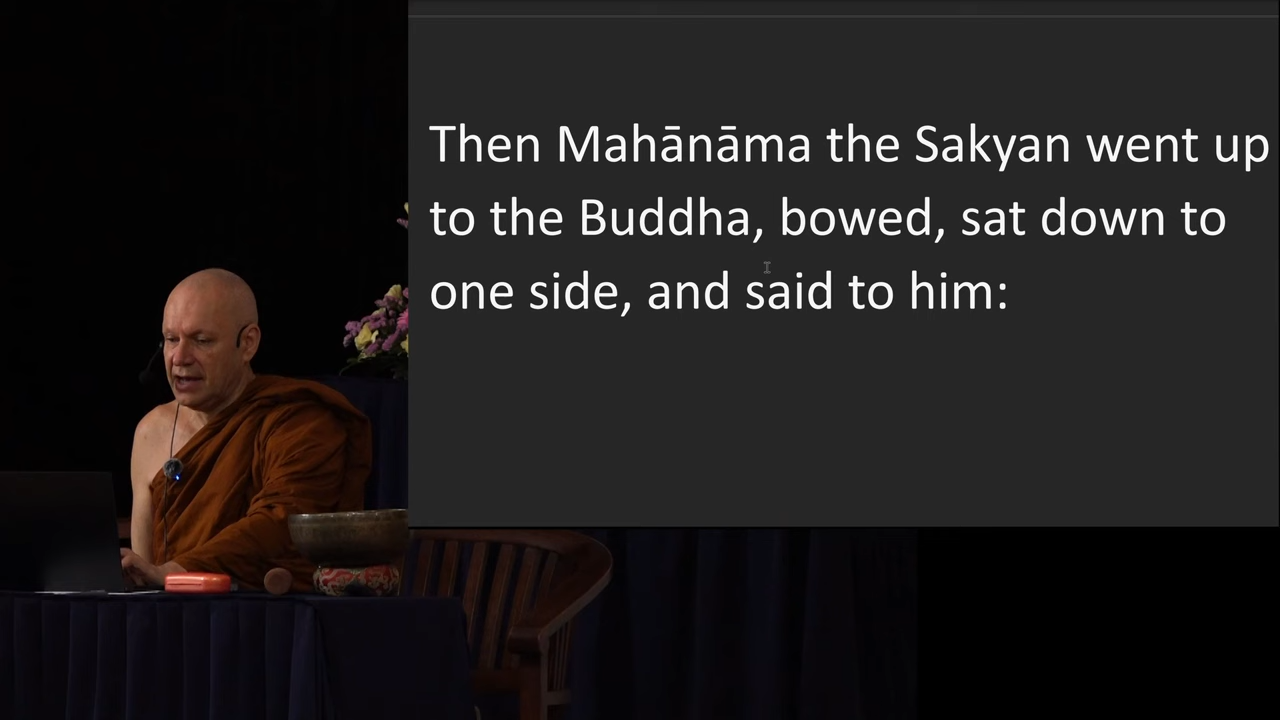 Then Mahānāma the Sakyan went up
to the Buddha, bowed, sat down to
one side, and said to him: